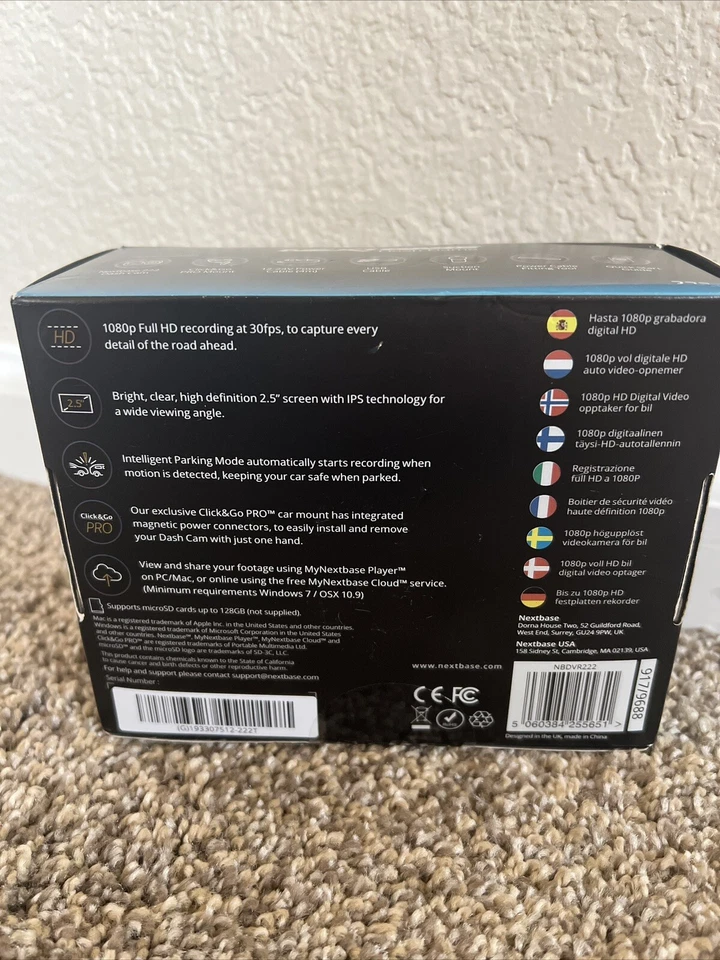 HD
1080p Full HD recording at 30fps, to capture every
detail of the road ahead.
2.5"
Bright, clear, high definition 2.5" screen with IPS technology for
a wide viewing angle.
Intelligent Parking Mode automatically starts recording when
motion is detected, keeping your car safe when parked.
Click&Go
PRO
Our exclusive Click&Go PRO™ car mount has integrated
magnetic power connectors, to easily install and remove
your Dash Cam with just one hand.
View and share your footage using MyNextbase Player™
on PC/Mac, or online using the free MyNextbase Cloud™ service.
(Minimum requirements Windows 7 / OSX 10.9)
Supports microSD cards up to 128GB (not supplied).
Mac is a registered trademark of Apple Inc. in the United States and other countries.
Windows is a registered trademark of Microsoft Corporation in the United States
and other countries. Nextbase™, MyNextbase Player™, MyNextbase Cloud™ and
Click&Go PRO™ are registered trademarks of Portable Multimedia Ltd.
microSD™ and the microSD logo are trademarks of SD-3C, LLC.
This product contains chemicals known to the State of California
to cause cancer and birth defects or other reproductive harm.
For help and support please contact support@nextbase.com
Serial Number:
(G)193307512-222T
Hasta 1080p grabadora
digital HD
1080p vol digitale HD
auto video-opnemer
1080p HD Digital Video
opptaker for bil
1080p digitaalinen
täysi-HD-autotallennin
Registrazione
full HD a 1080P
Boitier de sécurité vidéo
haute définition 1080p
1080p högupplöst
videokamera för bil
1080p voll HD bil
digital video optager
Bis zu 1080p HD
festplatten rekorder
Nextbase
Dorna House Two, 52 Guildford Road,
West End, Surrey, GU24 9PW, UK
Nextbase USA
158 Sidney St, Cambridge, MA 02139, USA
www.nextbase.com
CE FC
NBDVR222
5 060384 255651 >
917/9688
Designed in the UK, made in China